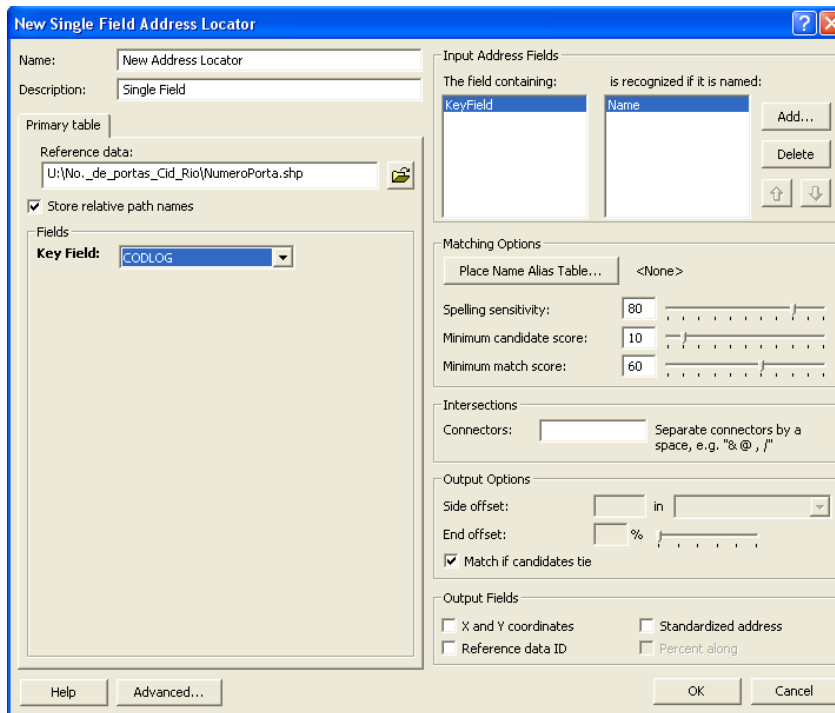 New Single Field Address Locator
Name: New Address Locator
Description: Single Field
Primary table
Reference data:
U:\No._de_portas_Cid_Rio\NumeroPorta.shp
Store relative path names
Fields
Key Field: CODLOG
Input Address Fields
The field containing: is recognized if it is named:
KeyField Name
Add...
Delete
Matching Options
Place Name Alias Table... <None>
Spelling sensitivity: 80
Minimum candidate score: 10
Minimum match score: 60
Intersections
Connectors: Separate connectors by a
space, e.g. "& @ , /"
Output Options
Side offset: in
End offset: %
Match if candidates tie
Output Fields
X and Y coordinates Standardized address
Reference data ID Percent along
Help Advanced... OK Cancel